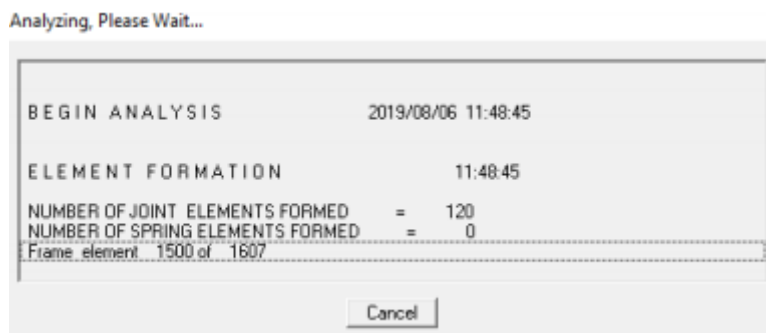 Analyzing, Please Wait...
BEGIN ANALYSIS 2019/08/06 11:48:45
ELEMENT FORMATION 11:48:45
NUMBER OF JOINT ELEMENTS FORMED = 120
NUMBER OF SPRING ELEMENTS FORMED = 0
Frame element 1500 of 1607
Cancel